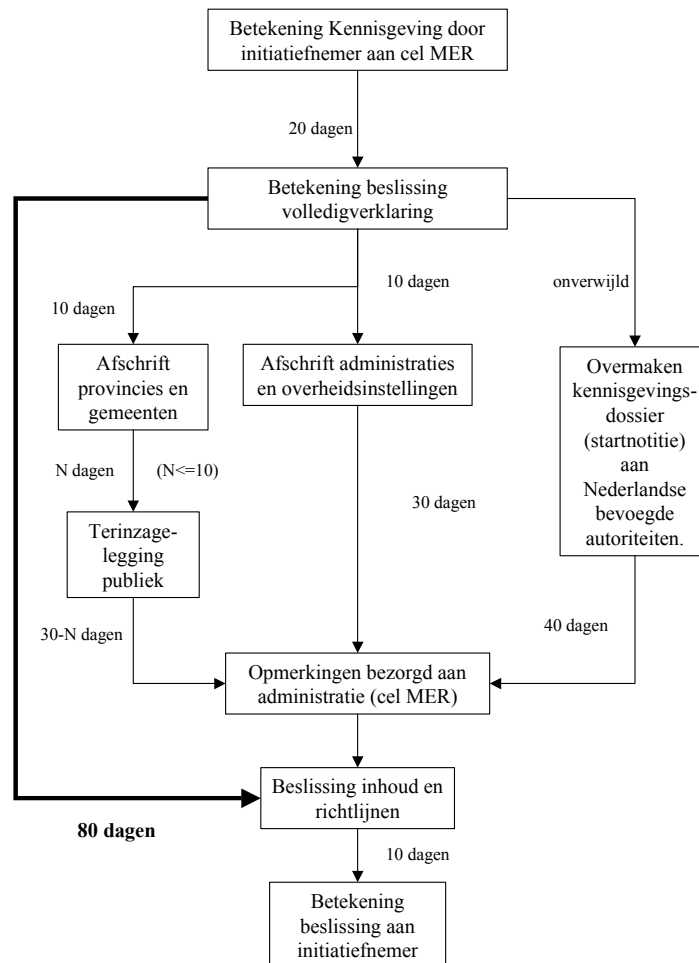 Betekening Kennisgeving door
initiatiefnemer aan cel MER
20 dagen
Betekening beslissing
volledigverklaring
10 dagen
10 dagen
onverwijld
Afschrift
provincies en
gemeenten
Afschrift administraties
en overheidsinstellingen
Overmaken
kennisgevings-
dossier
(startnotitie)
aan
Nederlandse
bevoegde
autoriteiten.
N dagen
(N<=10)
30 dagen
Terinzage-
legging
publiek
30-N dagen
40 dagen
Opmerkingen bezorgd aan
administratie (cel MER)
Beslissing inhoud en
richtlijnen
80 dagen
10 dagen
Betekening
beslissing aan
initiatiefnemer